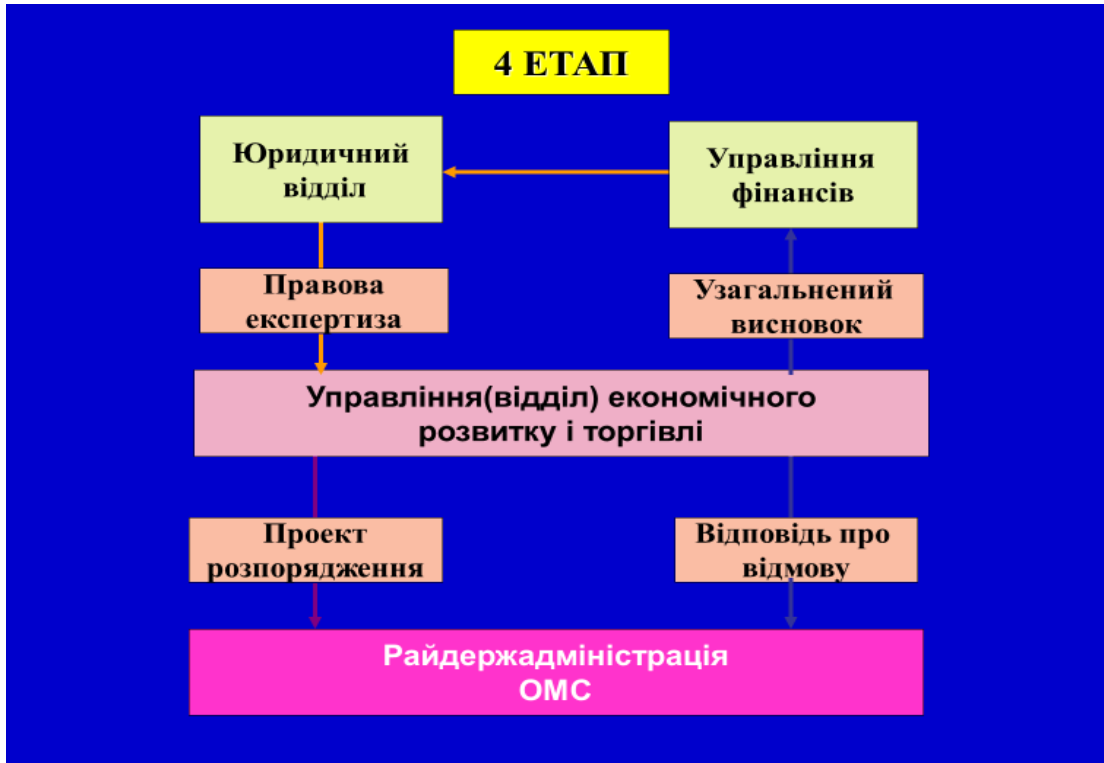 4 ЕТАП
Юридичний
відділ
Управління
фінансів
Правова
експертиза
Узагальнений
висновок
Управління(відділ) економічного
розвитку і торгівлі
Проект
розпорядження
Відповідь про
відмову
Райдержадміністрація
ОМС